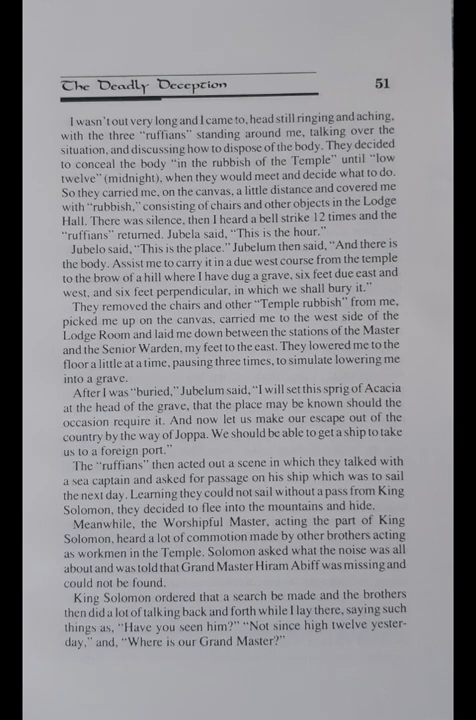 The Deadly Deception 51
I wasn't out very long and I came to, head still ringing and aching,
with the three "ruffians" standing around me, talking over the
situation, and discussing how to dispose of the body. They decided
to conceal the body "in the rubbish of the Temple" until "low
twelve" (midnight), when they would meet and decide what to do.
So they carried me, on the canvas, a little distance and covered me
with "rubbish," consisting of chairs and other objects in the Lodge
Hall. There was silence, then I heard a bell strike 12 times and the
"ruffians" returned. Jubela said, "This is the hour."
Jubelo said, "This is the place." Jubelum then said, "And there is
the body. Assist me to carry it in a due west course from the temple
to the brow of a hill where I have dug a grave, six feet due east and
west, and six feet perpendicular, in which we shall bury it."
They removed the chairs and other "Temple rubbish" from me,
picked me up on the canvas, carried me to the west side of the
Lodge Room and laid me down between the stations of the Master
and the Senior Warden, my feet to the east. They lowered me to the
floor a little at a time, pausing three times, to simulate lowering me
into a grave.
After I was "buried," Jubelum said, "I will set this sprig of Acacia
at the head of the grave, that the place may be known should the
occasion require it. And now let us make our escape out of the
country by the way of Joppa. We should be able to get a ship to take
us to a foreign port."
The "ruffians" then acted out a scene in which they talked with
a sea captain and asked for passage on his ship which was to sail
the next day. Learning they could not sail without a pass from King
Solomon, they decided to flee into the mountains and hide.
Meanwhile, the Worshipful Master, acting the part of King
Solomon, heard a lot of commotion made by other brothers acting
as workmen in the Temple. Solomon asked what the noise was all
about and was told that Grand Master Hiram Abiff was missing and
could not be found.
King Solomon ordered that a search be made and the brothers
then did a lot of talking back and forth while I lay there, saying such
things as, "Have you seen him?" "Not since high twelve yester-
day," and, "Where is our Grand Master?"